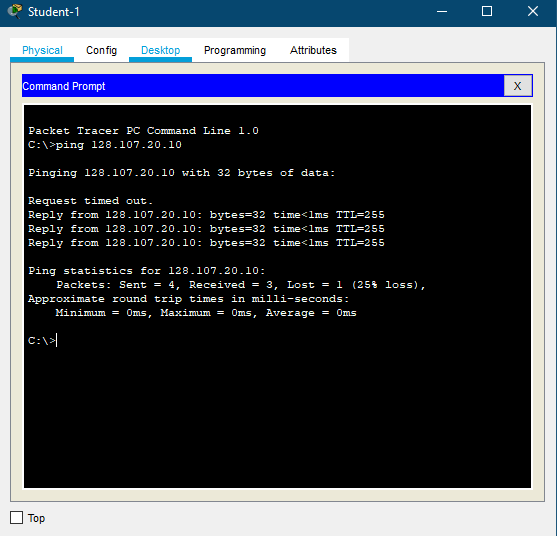 Student-1
Physical Config Desktop Programming Attributes
Command Prompt X
Packet Tracer PC Command Line 1.0
C:\>ping 128.107.20.10
Pinging 128.107.20.10 with 32 bytes of data:
Request timed out.
Reply from 128.107.20.10: bytes=32 time<1ms TTL=255
Reply from 128.107.20.10: bytes=32 time<1ms TTL=255
Reply from 128.107.20.10: bytes=32 time<1ms TTL=255
Ping statistics for 128.107.20.10:
Packets: Sent = 4, Received = 3, Lost = 1 (25% loss),
Approximate round trip times in milli-seconds:
Minimum = 0ms, Maximum = 0ms, Average = 0ms
C:\>
Top